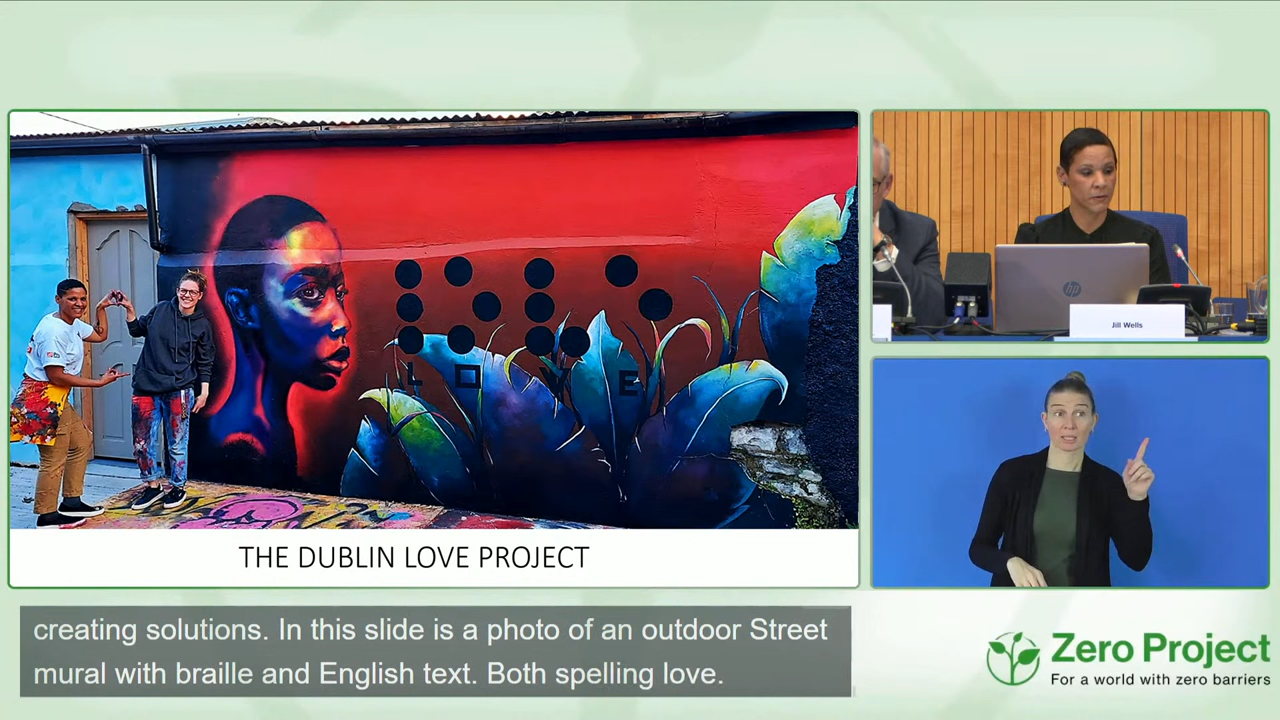 L O V E
THE DUBLIN LOVE PROJECT
hp
Jill Wells
creating solutions. In this slide is a photo of an outdoor Street
mural with braille and English text. Both spelling love.
Zero Project
For a world with zero barriers